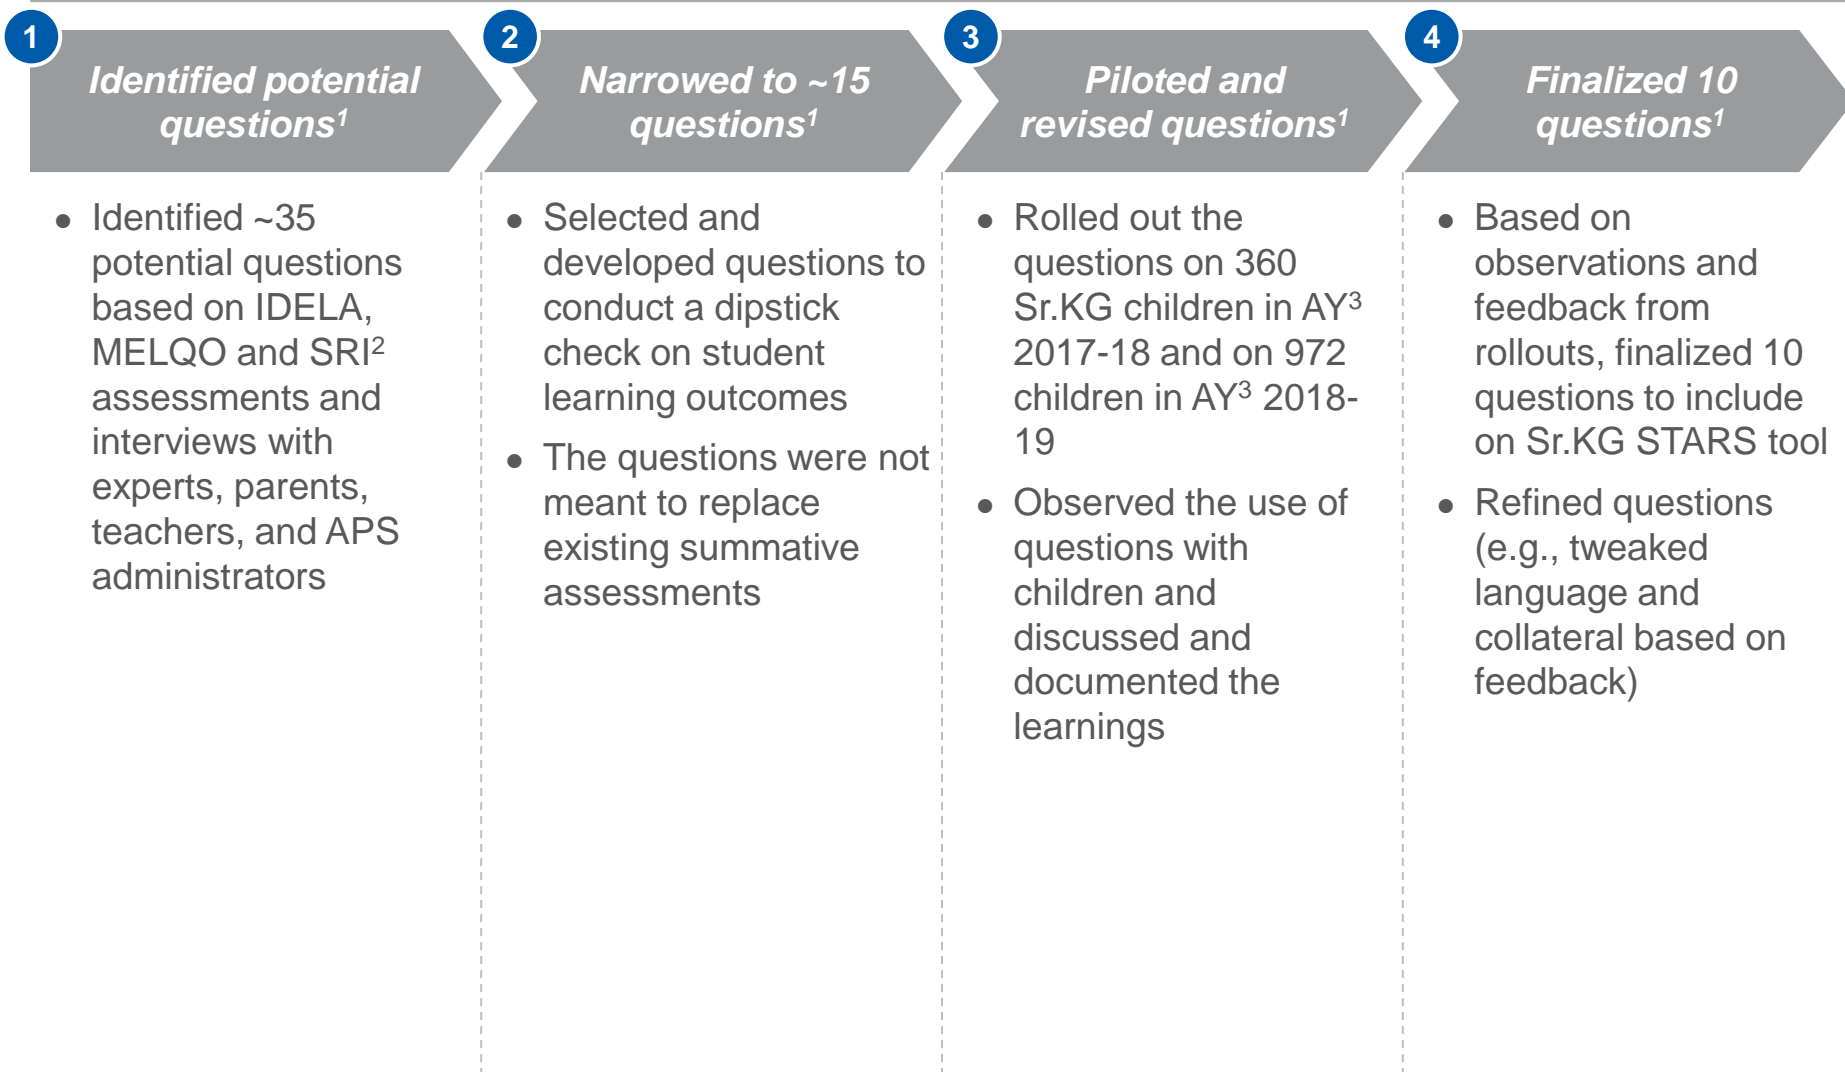 1
Identified potential
questions¹
● Identified ~35
potential questions
based on IDELA,
MELQO and SRI²
assessments and
interviews with
experts, parents,
teachers, and APS
administrators
2
Narrowed to ~15
questions¹
● Selected and
developed questions to
conduct a dipstick
check on student
learning outcomes
● The questions were not
meant to replace
existing summative
assessments
3
Piloted and
revised questions¹
● Rolled out the
questions on 360
Sr.KG children in AY³
2017-18 and on 972
children in AY³ 2018-
19
● Observed the use of
questions with
children and
discussed and
documented the
learnings
4
Finalized 10
questions¹
● Based on
observations and
feedback from
rollouts, finalized 10
questions to include
on Sr.KG STARS tool
● Refined questions
(e.g., tweaked
language and
collateral based on
feedback)